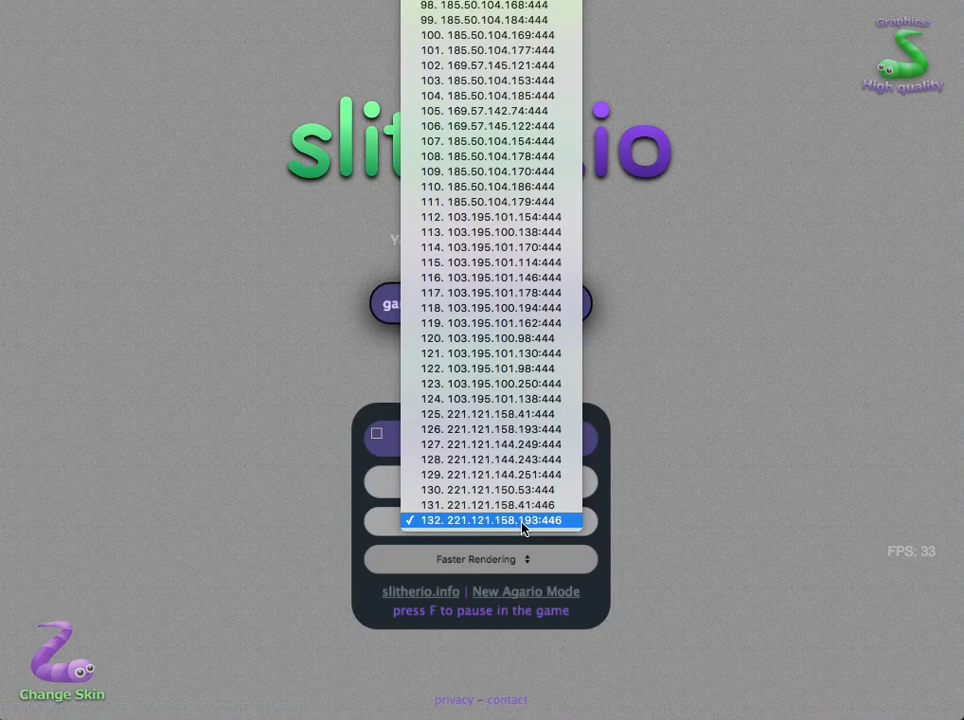 98. 185.50.104.168:444
99. 185.50.104.184:444
100. 185.50.104.169:444
101. 185.50.104.177:444
102. 169.57.145.121:444
103. 185.50.104.153:444
104. 185.50.104.185:444
105. 169.57.142.74:444
106. 169.57.145.122:444
107. 185.50.104.154:444
108. 185.50.104.178:444
109. 185.50.104.170:444
110. 185.50.104.186:444
111. 185.50.104.179:444
112. 103.195.101.154:444
113. 103.195.100.138:444
114. 103.195.101.170:444
115. 103.195.101.114:444
116. 103.195.101.146:444
117. 103.195.101.178:444
118. 103.195.100.194:444
119. 103.195.101.162:444
120. 103.195.100.98:444
121. 103.195.101.130:444
122. 103.195.101.98:444
123. 103.195.100.250:444
124. 103.195.101.138:444
125. 221.121.158.41:444
126. 221.121.158.193:444
127. 221.121.144.249:444
128. 221.121.144.243:444
129. 221.121.144.251:444
130. 221.121.150.53:444
131. 221.121.158.41:446
✓ 132. 221.121.158.193:446
Graphics:
High quality
slit
io
ga
Faster Rendering
slitherio.info | New Agario Mode
press F to pause in the game
FPS: 33
Change Skin
privacy - contact